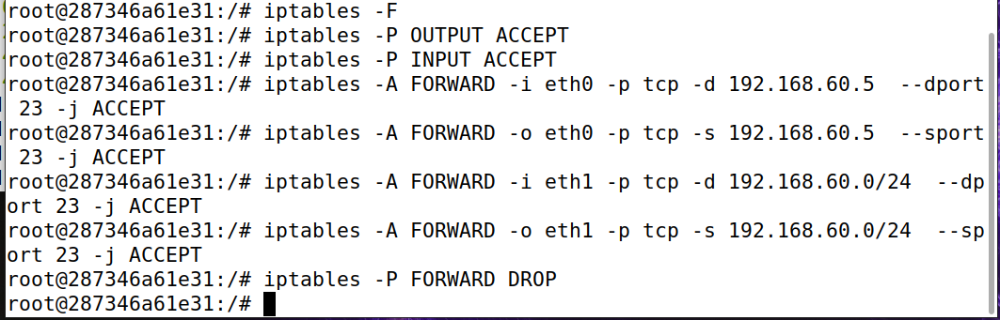 root@287346a61e31:/# iptables -F
root@287346a61e31:/# iptables -P OUTPUT ACCEPT
root@287346a61e31:/# iptables -P INPUT ACCEPT
root@287346a61e31:/# iptables -A FORWARD -i eth0 -p tcp -d 192.168.60.5  --dport
 23 -j ACCEPT
root@287346a61e31:/# iptables -A FORWARD -o eth0 -p tcp -s 192.168.60.5  --sport
 23 -j ACCEPT
root@287346a61e31:/# iptables -A FORWARD -i eth1 -p tcp -d 192.168.60.0/24  --dp
ort 23 -j ACCEPT
root@287346a61e31:/# iptables -A FORWARD -o eth1 -p tcp -s 192.168.60.0/24  --sp
ort 23 -j ACCEPT
root@287346a61e31:/# iptables -P FORWARD DROP
root@287346a61e31:/#